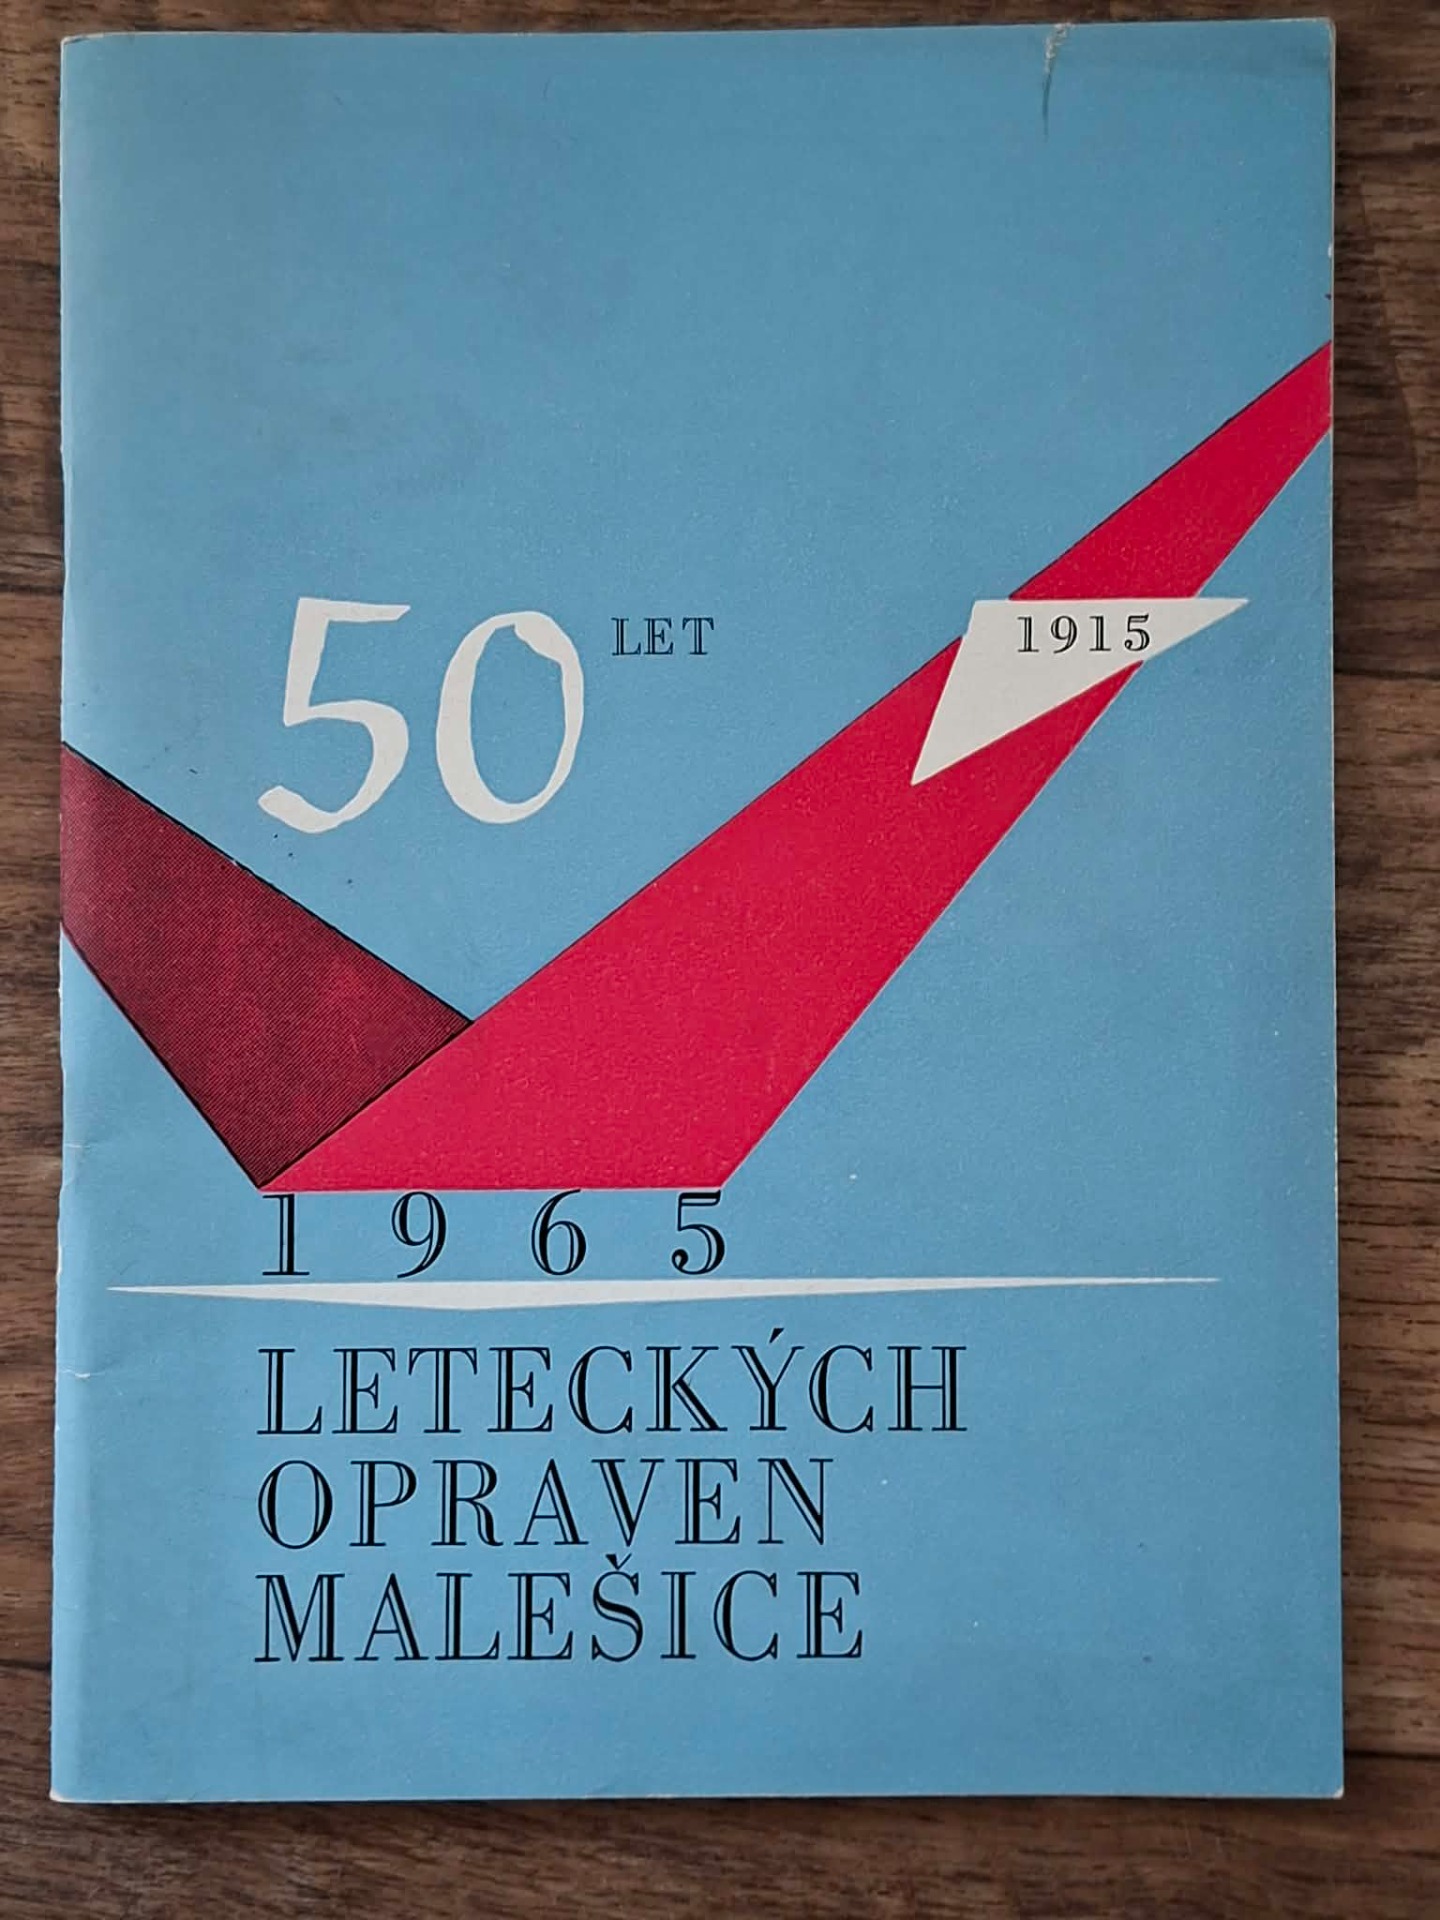 50 LET
1915
1965
LETECKÝCH
OPRAVEN
MALEŠICE